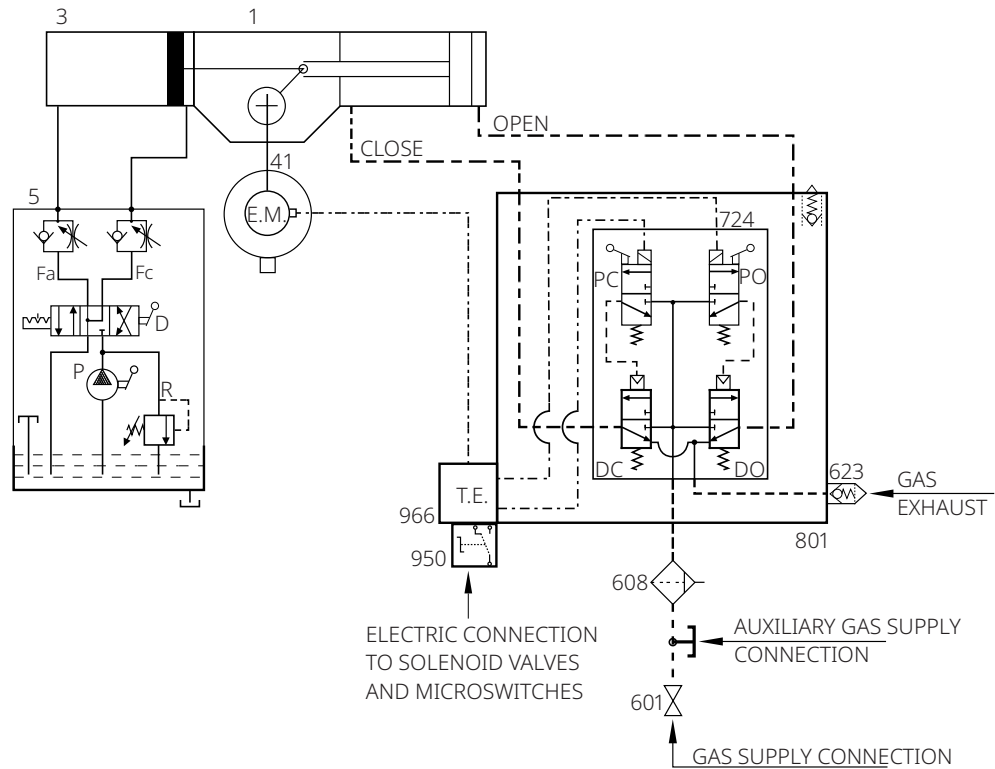 3
1
OPEN
CLOSE
41
5
E.M.
724
Fa
Fc
PC
PO
D
P
R
DC
DO
623
GAS
EXHAUST
T.E.
966
801
950
608
ELECTRIC CONNECTION
TO SOLENOID VALVES
AND MICROSWITCHES
AUXILIARY GAS SUPPLY
CONNECTION
601
GAS SUPPLY CONNECTION